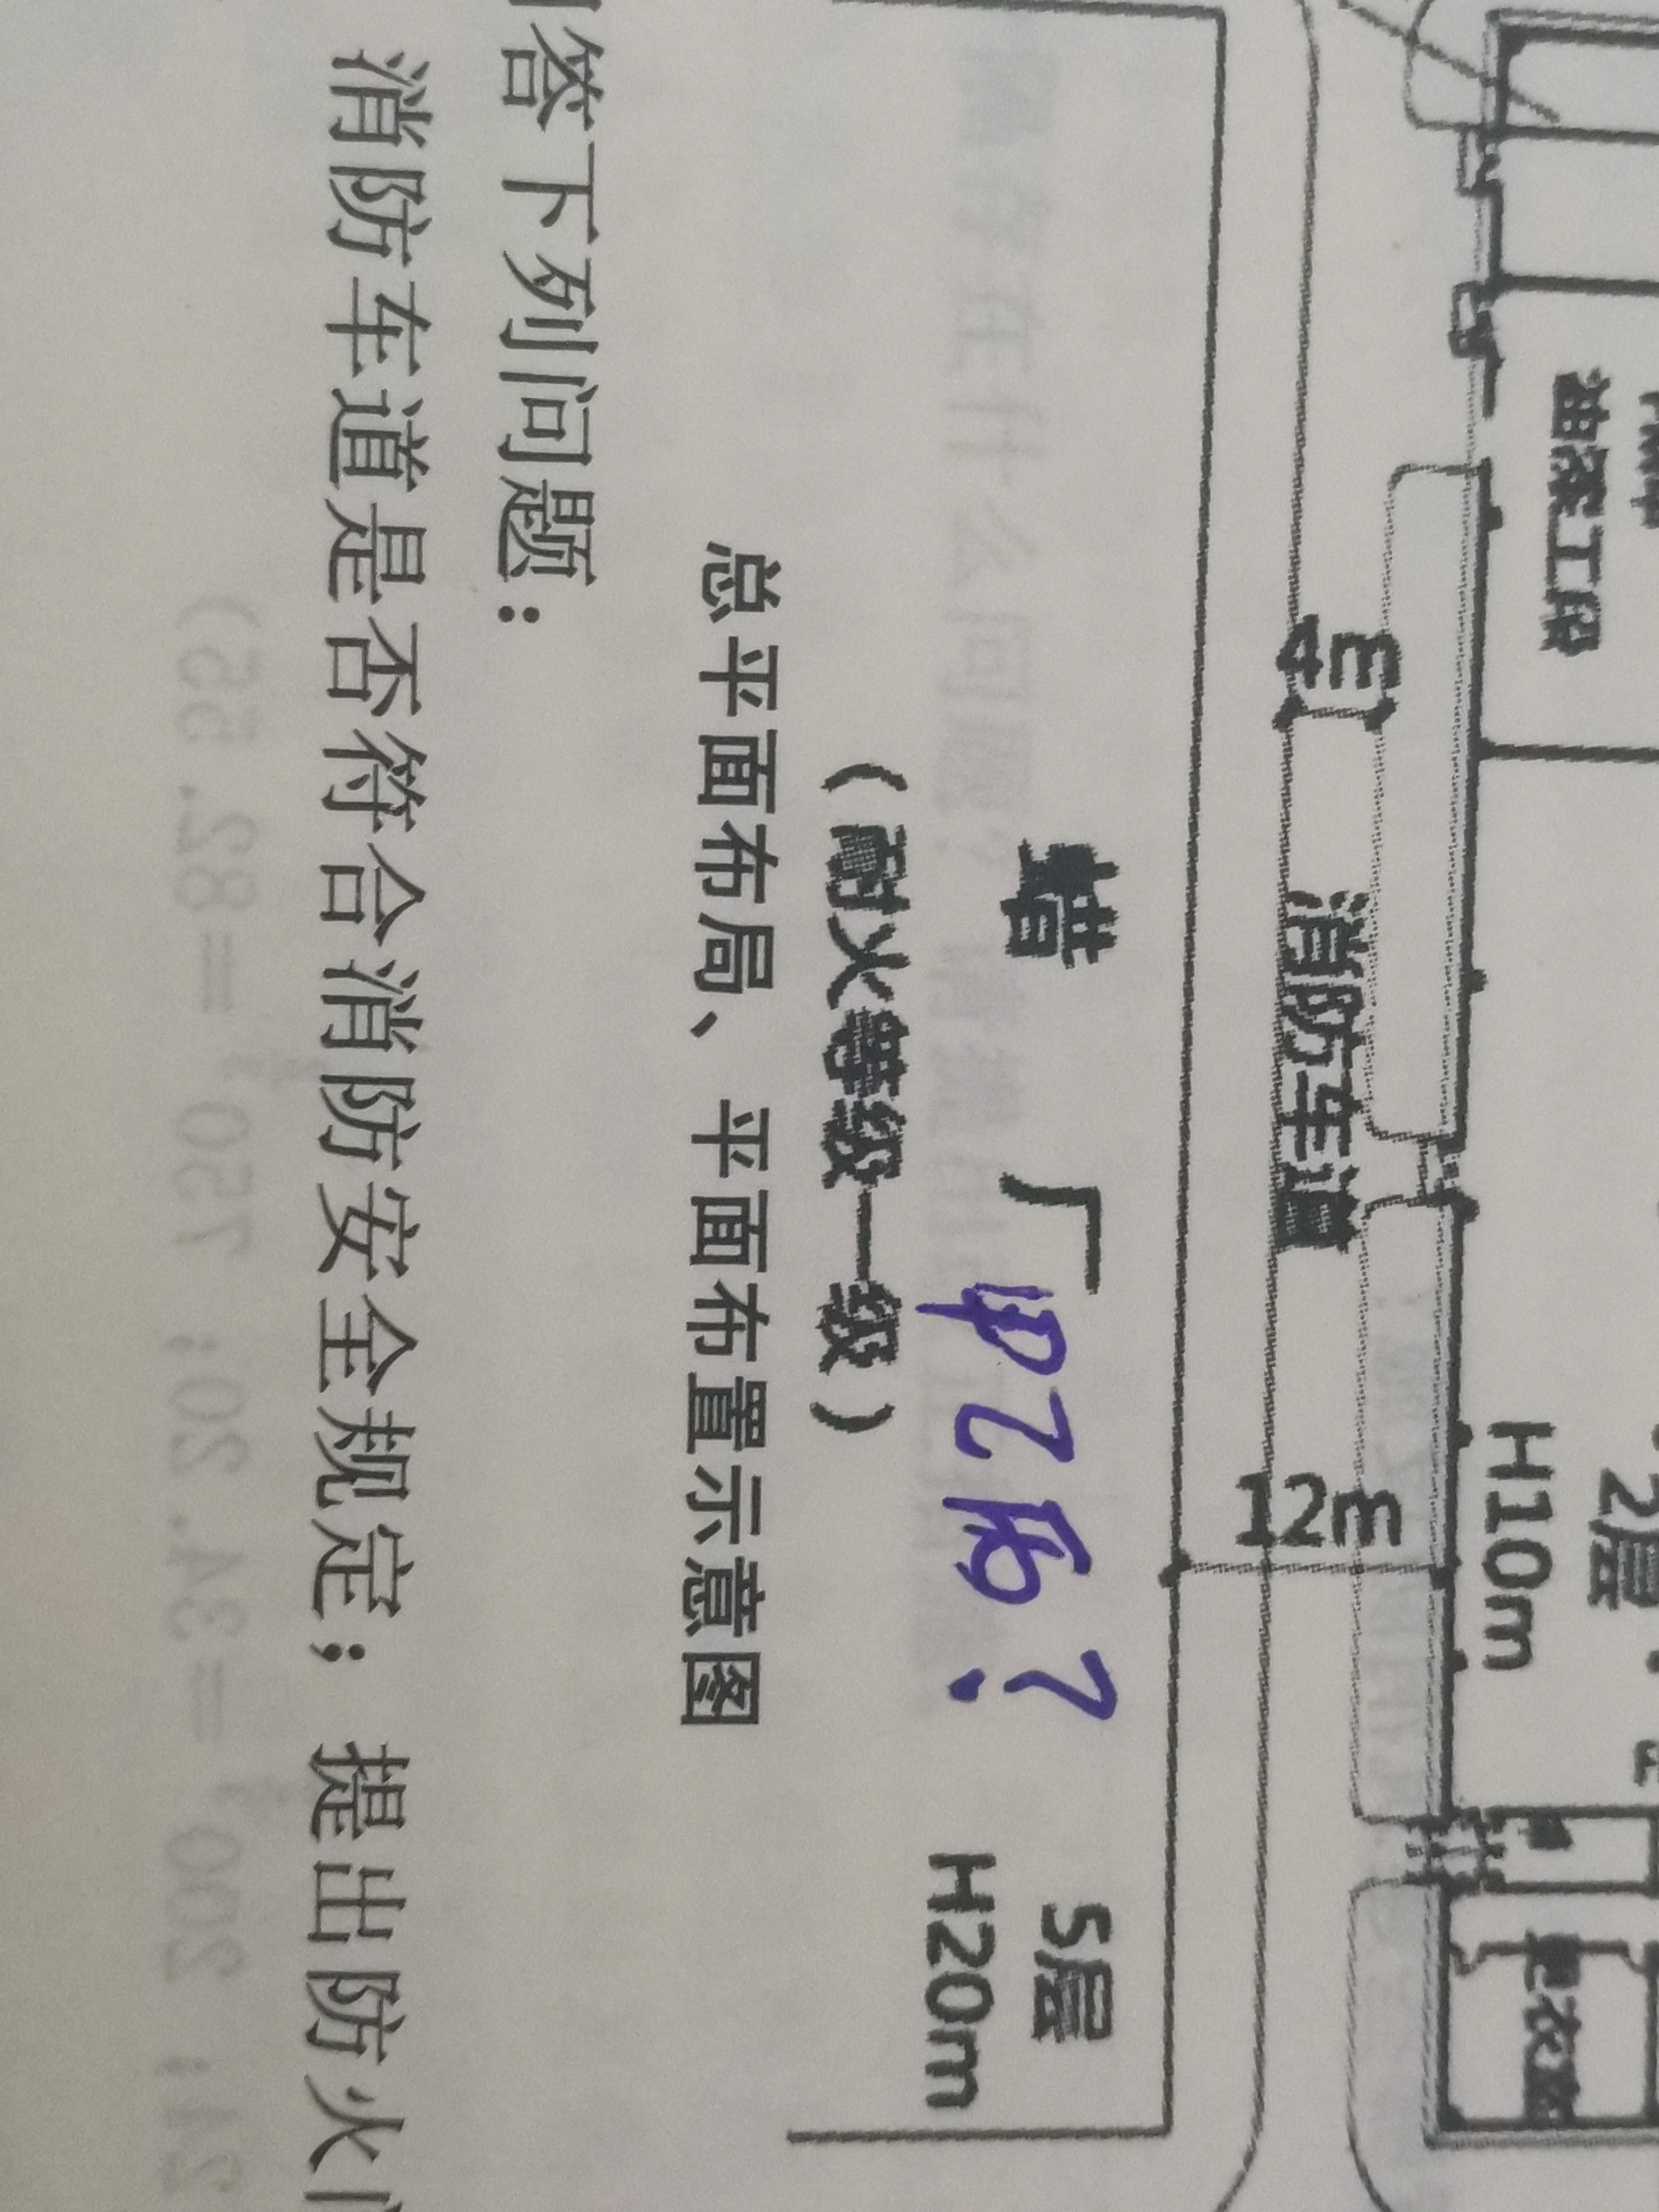 油漆工段
4m
消防车道
12m
2层
H10m
更衣室
蜡 厂
5层
H20m
（耐火等级一级）
总平面布局、平面布置示意图
答下列问题：
消防车道是否符合消防安全规定；提出防火门